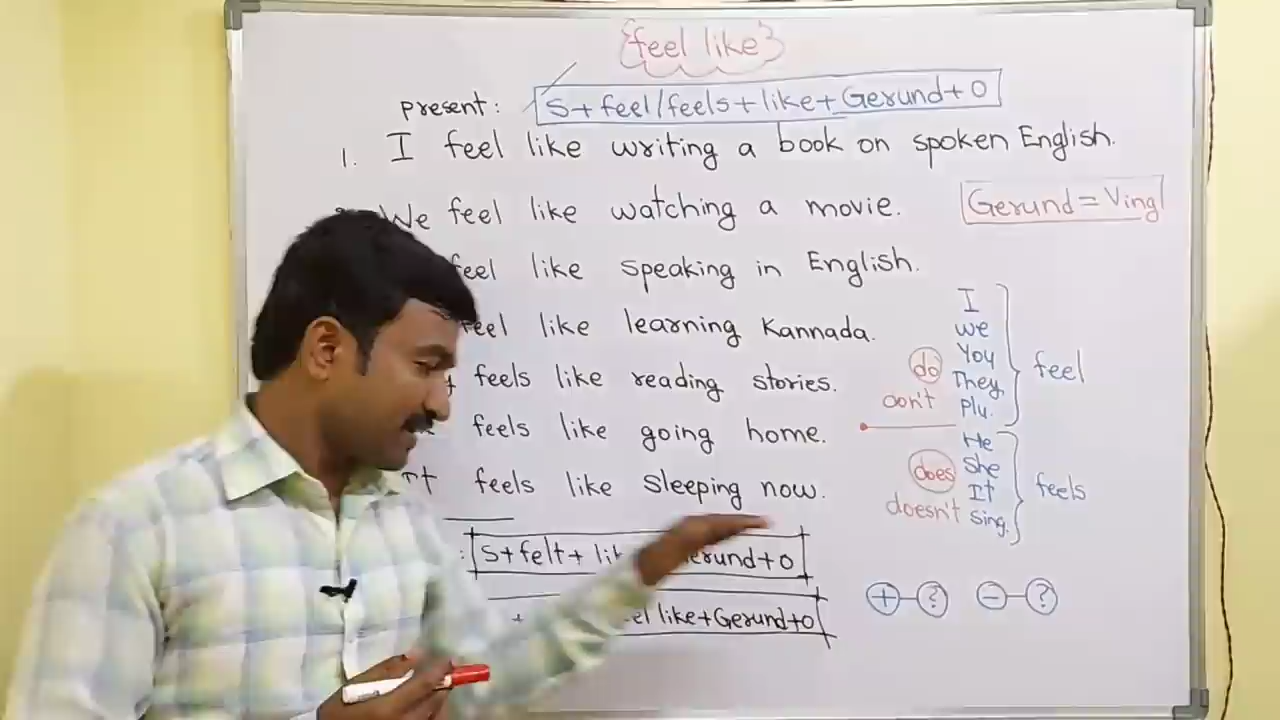 {feel like}
present: S+feel/feels+like+Gerund+O
1. I feel like writing a book on spoken English.
We feel like watching a movie.
Gerund = Ving
feel like speaking in English.
feel like learning Kannada.
feels like reading stories.
feels like going home.
feels like sleeping now.
I
we
You
They
Plu.
feel
do
don't
He
She
It
Sing.
feels
does
doesn't
: S+felt+ Gerund+O
+ feel like+Gerund+O
+ - ? − - ?